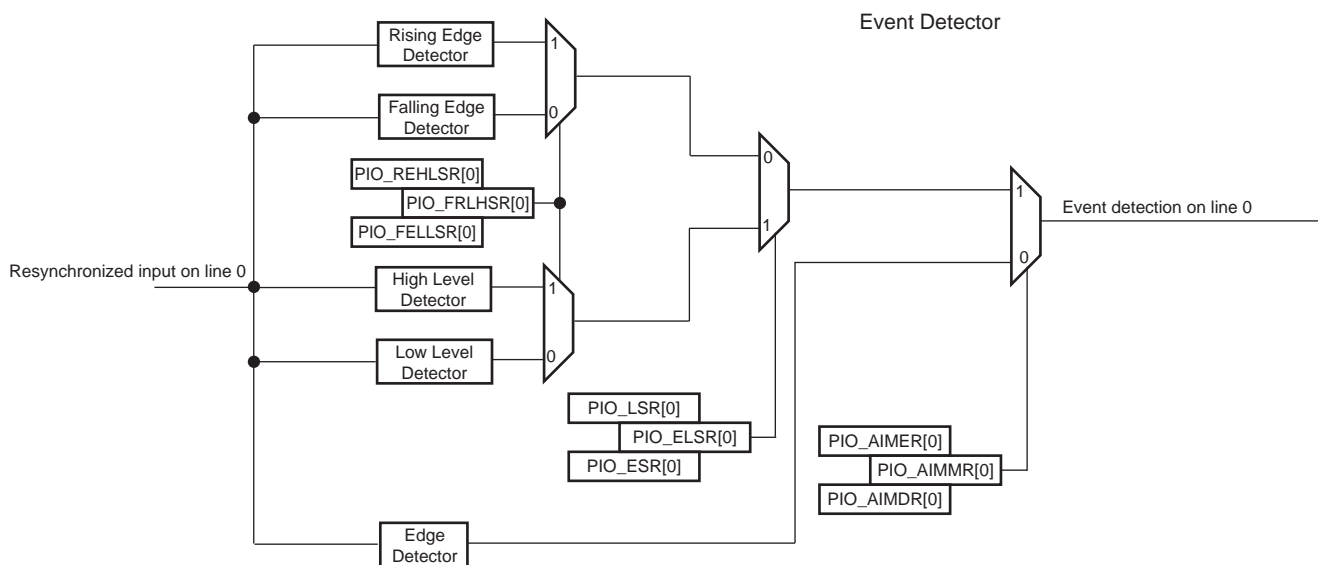 Event Detector
Rising Edge
Detector
1
Falling Edge
Detector
0
PIO_REHLSR[0]
PIO_FRLHSR[0]
PIO_FELLSR[0]
0
1
1
Event detection on line 0
0
Resynchronized input on line 0
High Level
Detector
1
Low Level
Detector
0
PIO_LSR[0]
PIO_ELSR[0]
PIO_ESR[0]
PIO_AIMER[0]
PIO_AIMMR[0]
PIO_AIMDR[0]
Edge
Detector